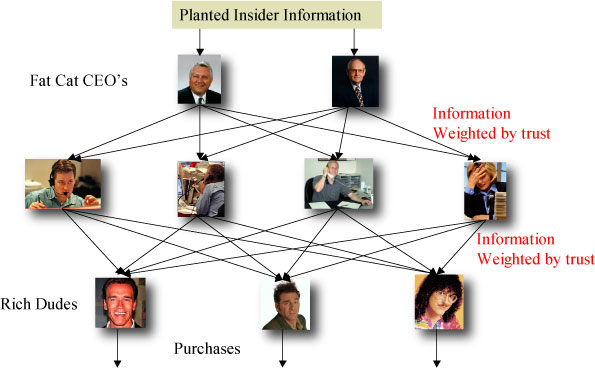 Planted Insider Information
Fat Cat CEO's
Information
Weighted by trust
Information
Weighted by trust
Rich Dudes
Purchases